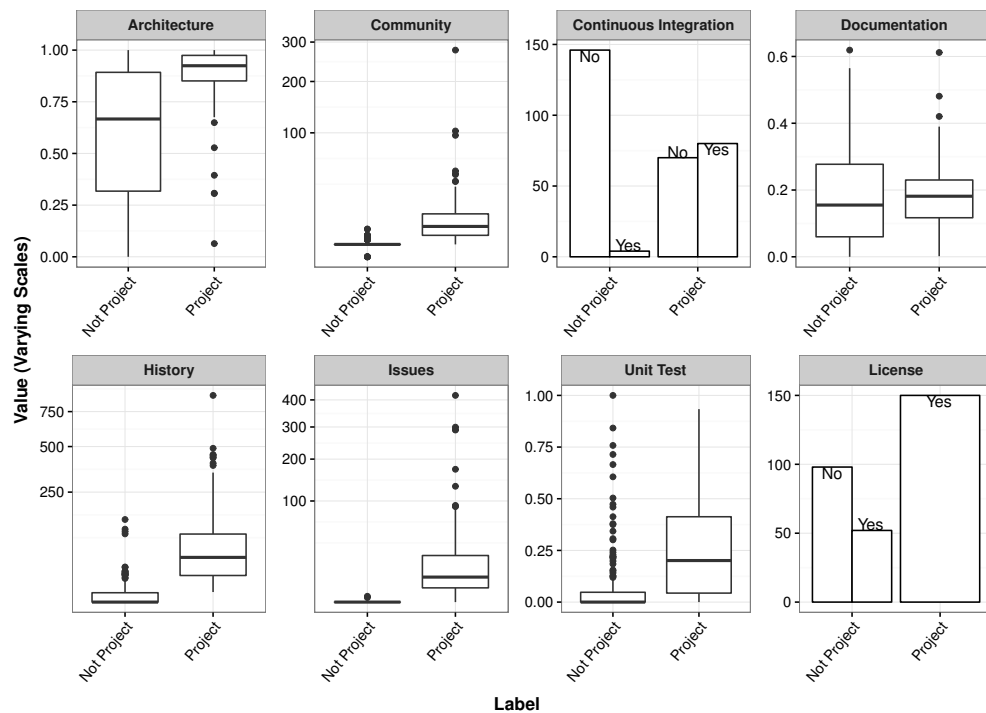 Architecture
Community
Continuous Integration
Documentation
1.00
0.75
0.50
0.25
0.00
300
200
100
150
100
50
0
No
Yes
No
Yes
0.6
0.4
0.2
0.0
Not Project
Project
Not Project
Project
Not Project
Project
Not Project
Project
Value (Varying Scales)
History
Issues
Unit Test
License
750
500
250
400
300
200
100
1.00
0.75
0.50
0.25
0.00
150
100
50
0
No
Yes
Yes
Not Project
Project
Not Project
Project
Not Project
Project
Not Project
Project
Label